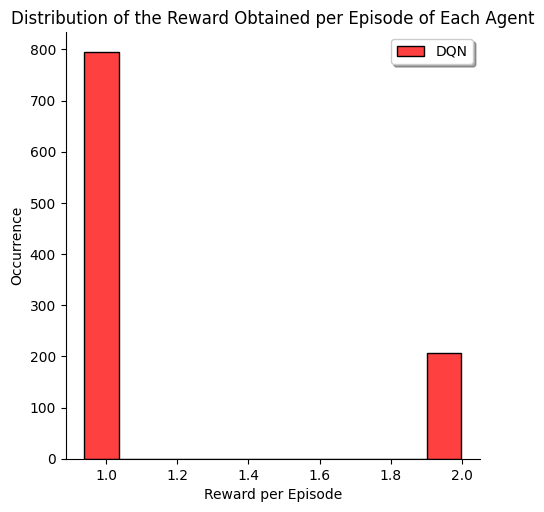 Distribution of the Reward Obtained per Episode of Each Agent
DQN
800
700
600
500
400
300
200
100
0
Occurrence
1.0 1.2 1.4 1.6 1.8 2.0
Reward per Episode